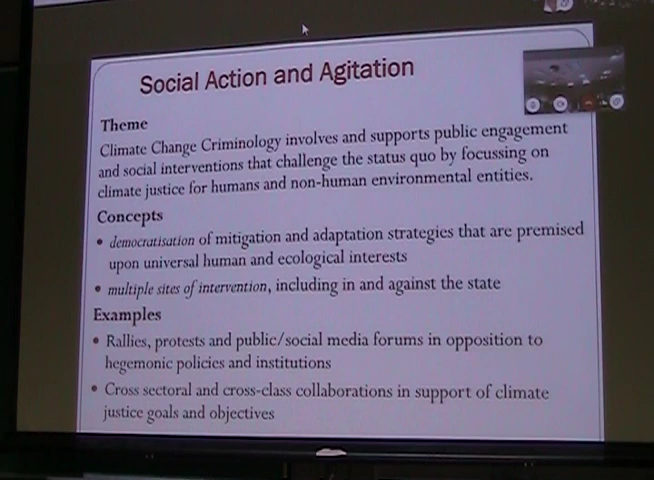 Social Action and Agitation
Theme
Climate Change Criminology involves and supports public engagement
and social interventions that challenge the status quo by focussing on
climate justice for humans and non-human environmental entities.
Concepts
• democratisation of mitigation and adaptation strategies that are premised
upon universal human and ecological interests
• multiple sites of intervention, including in and against the state
Examples
• Rallies, protests and public/social media forums in opposition to
hegemonic policies and institutions
• Cross sectoral and cross-class collaborations in support of climate
justice goals and objectives